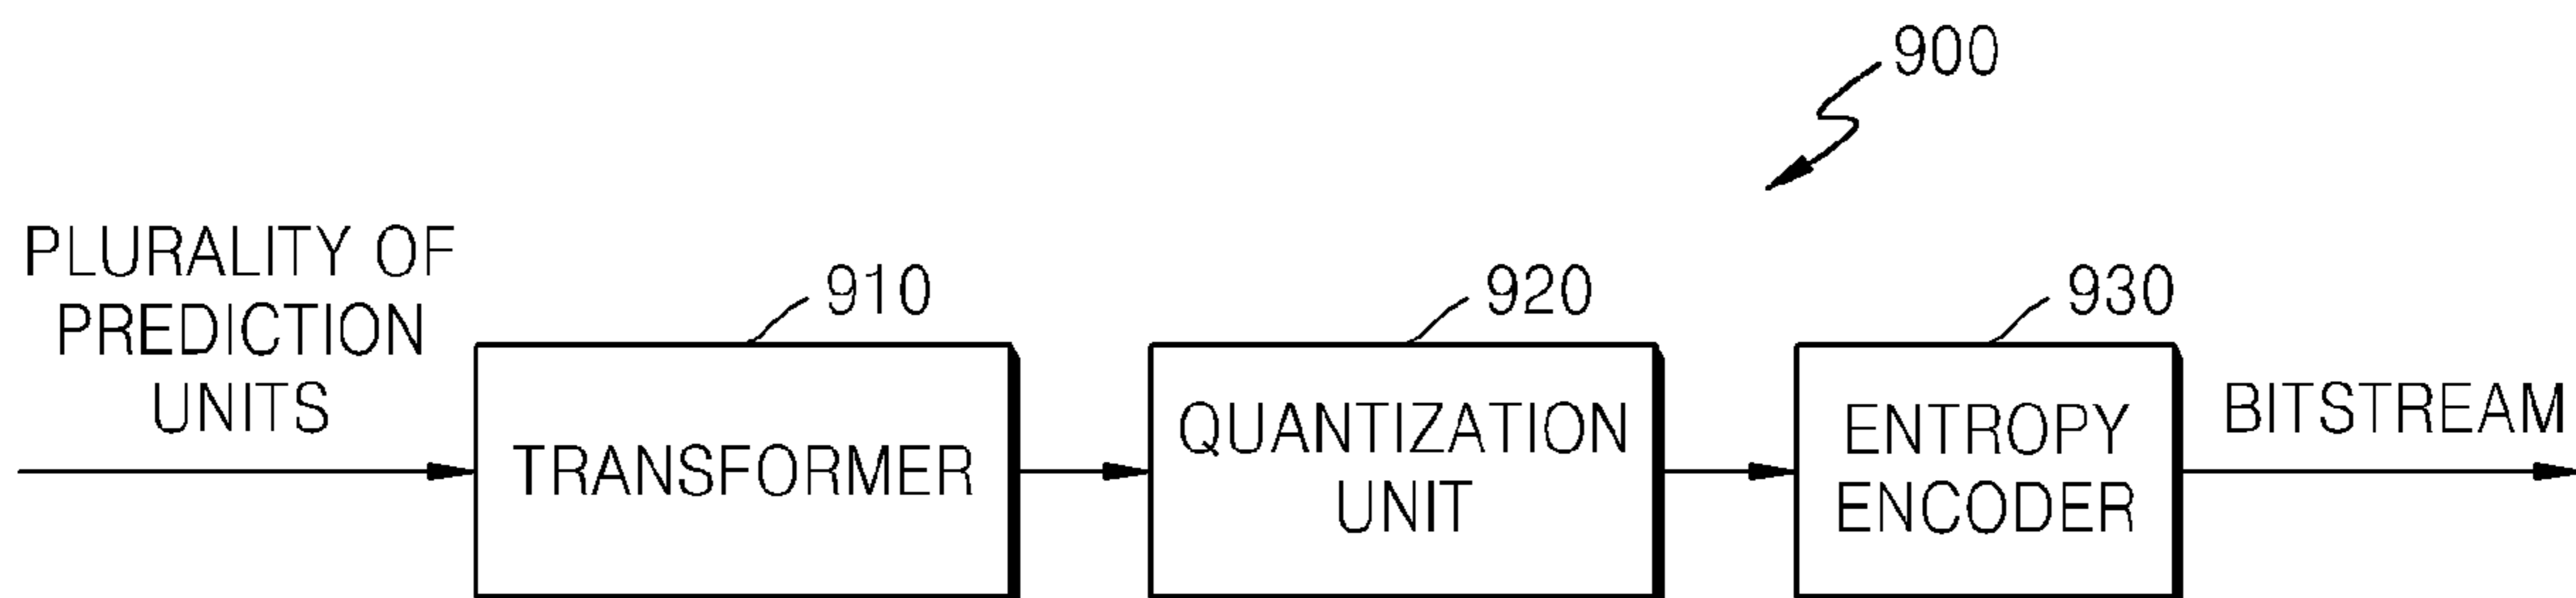 900
PLURALITY OF
PREDICTION
UNITS
910
920
930
TRANSFORMER
QUANTIZATION
UNIT
ENTROPY
ENCODER
BITSTREAM